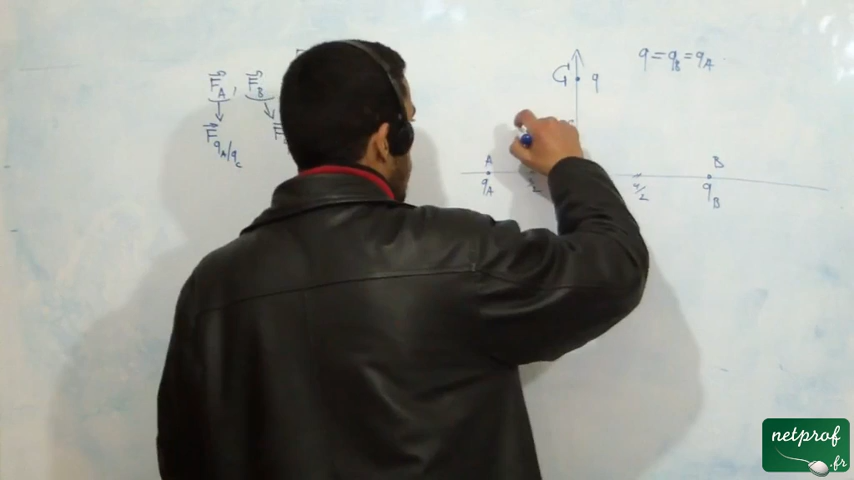 F⃗A, F⃗B
F⃗qA/qC
C q
q = qB = qA
A
qA
a/2
B
qB
netprof
.fr